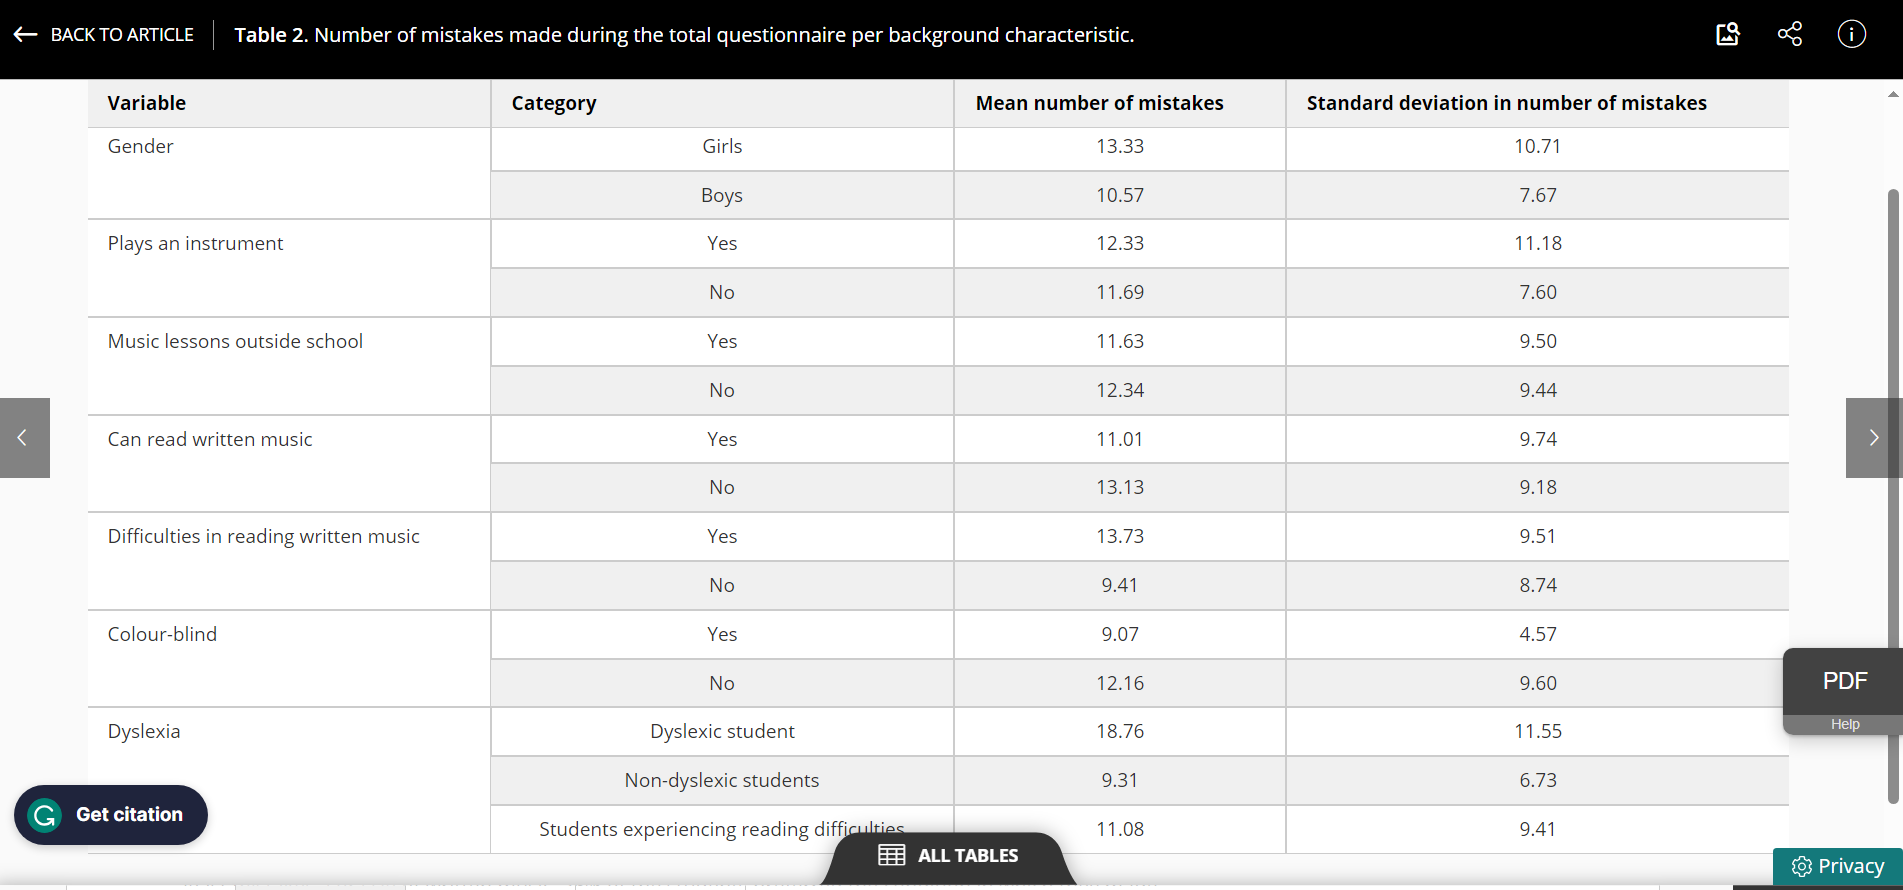 BACK TO ARTICLE
Table 2. Number of mistakes made during the total questionnaire per background characteristic.
Variable Category Mean number of mistakes Standard deviation in number of mistakes
Gender Girls 13.33 10.71
Boys 10.57 7.67
Plays an instrument Yes 12.33 11.18
No 11.69 7.60
Music lessons outside school Yes 11.63 9.50
No 12.34 9.44
Can read written music Yes 11.01 9.74
No 13.13 9.18
Difficulties in reading written music Yes 13.73 9.51
No 9.41 8.74
Colour-blind Yes 9.07 4.57
No 12.16 9.60
PDF
Help
Dyslexia Dyslexic student 18.76 11.55
Non-dyslexic students 9.31 6.73
Get citation
Students experiencing reading difficulties 11.08 9.41
ALL TABLES
Privacy